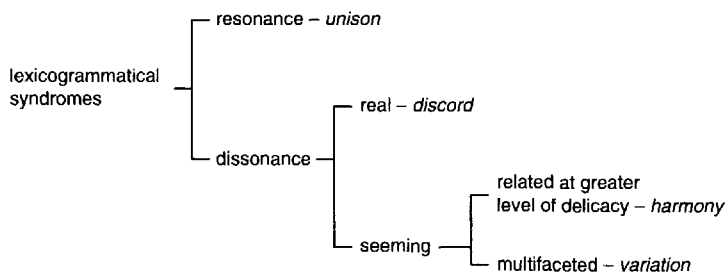 resonance – unison
lexicogrammatical
syndromes
real – discord
dissonance
related at greater
level of delicacy – harmony
seeming
multifaceted – variation